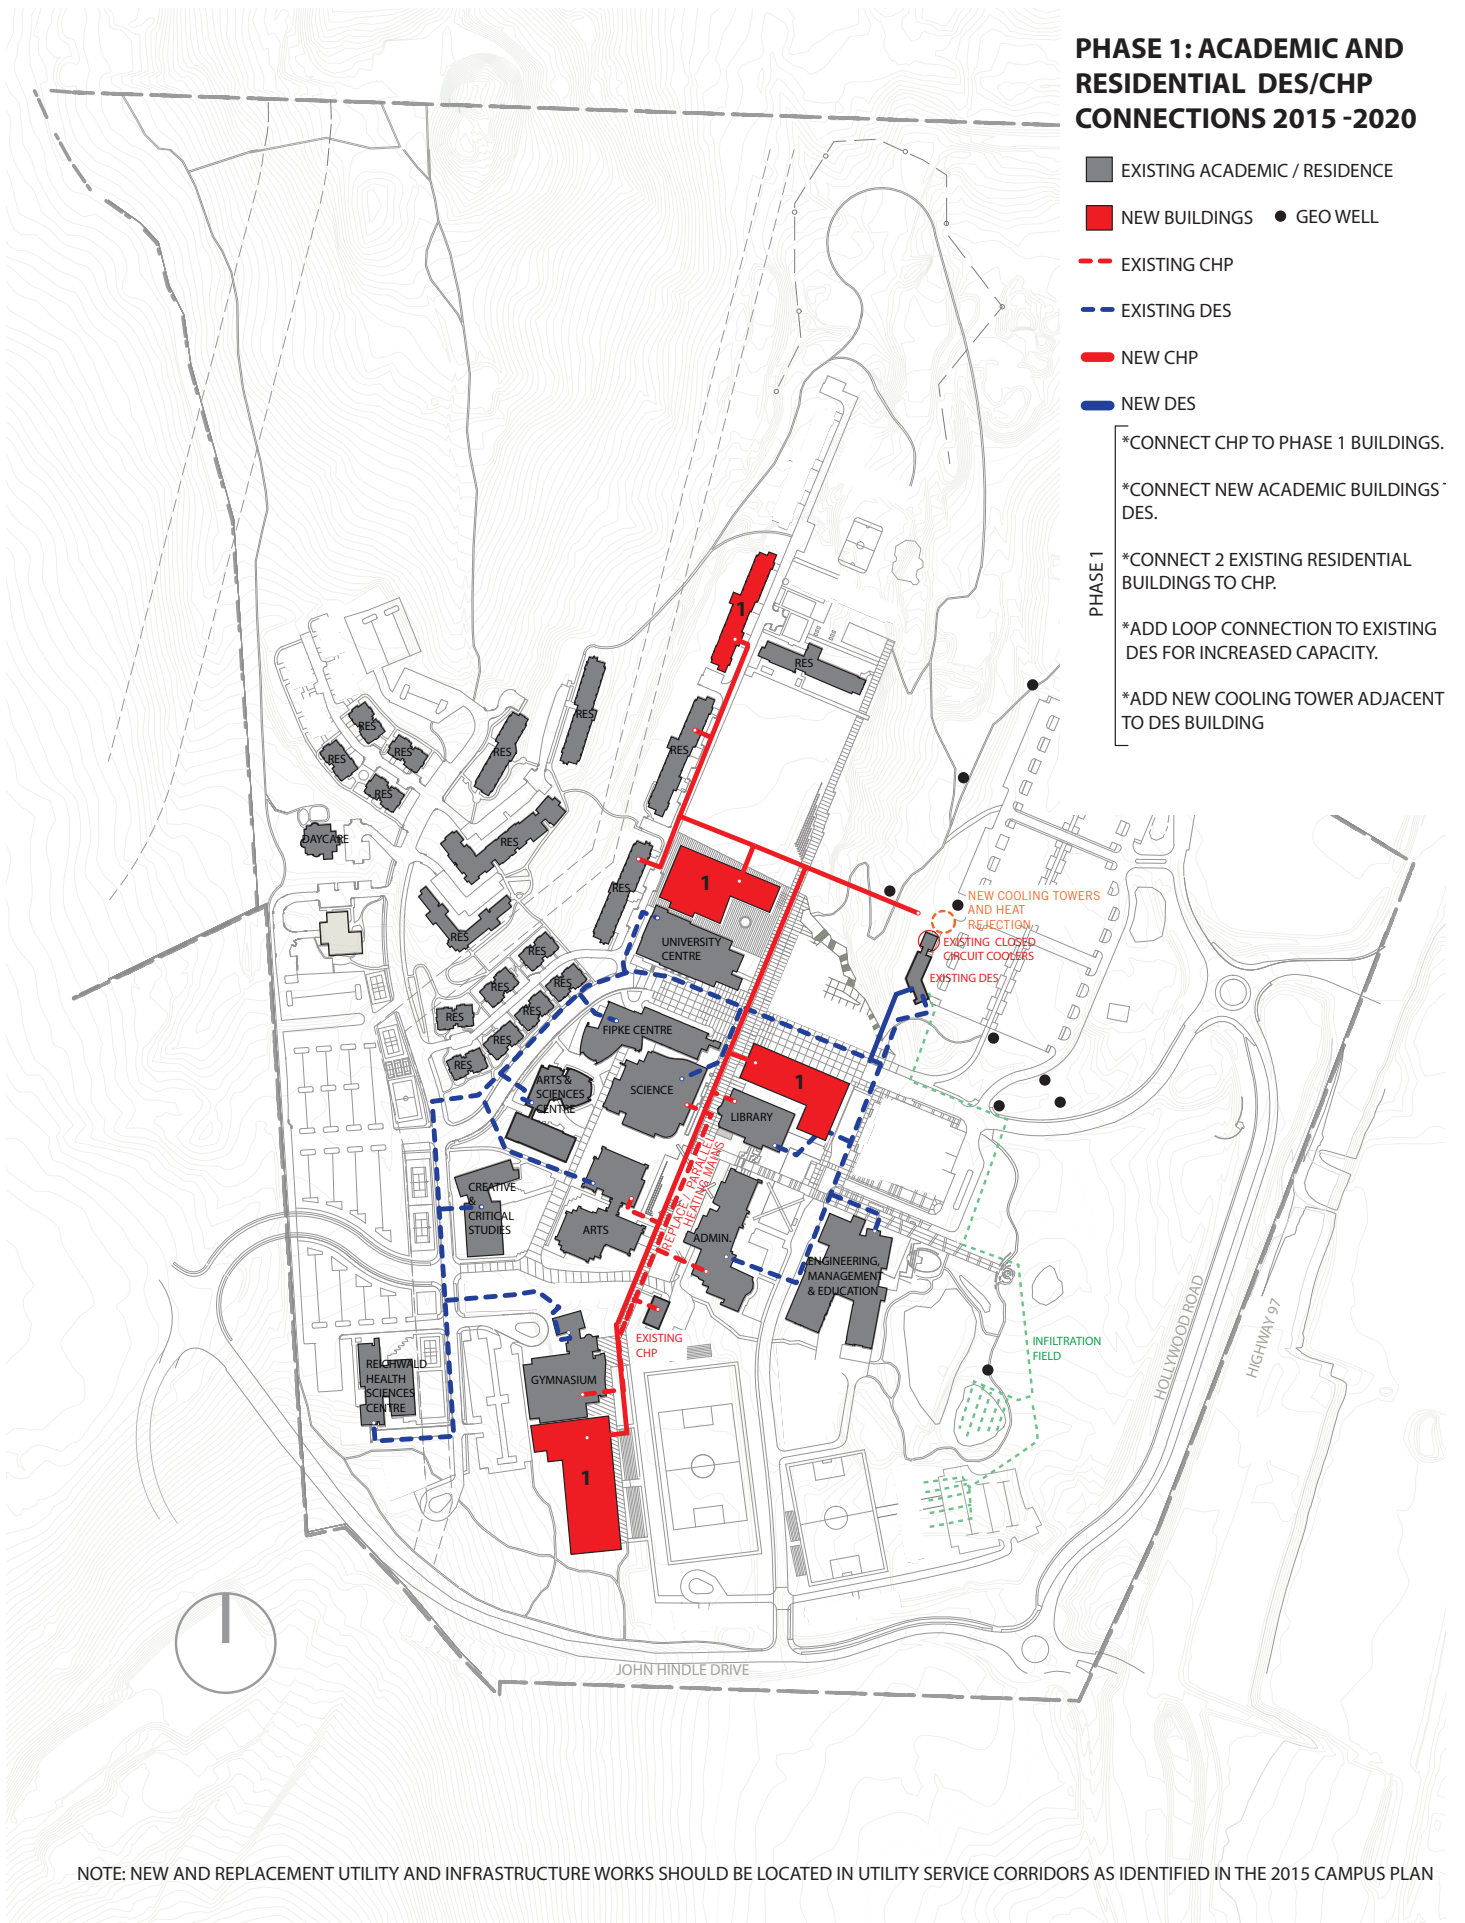 PHASE 1: ACADEMIC AND
RESIDENTIAL DES/CHP
CONNECTIONS 2015 -2020
EXISTING ACADEMIC / RESIDENCE
NEW BUILDINGS
GEO WELL
EXISTING CHP
EXISTING DES
NEW CHP
NEW DES
PHASE 1
*CONNECT CHP TO PHASE 1 BUILDINGS.
*CONNECT NEW ACADEMIC BUILDINGS
DES.
*CONNECT 2 EXISTING RESIDENTIAL
BUILDINGS TO CHP.
*ADD LOOP CONNECTION TO EXISTING
DES FOR INCREASED CAPACITY.
*ADD NEW COOLING TOWER ADJACENT
TO DES BUILDING
1
RES
RES
RES
RES
RES
RES
RES
RES
RES
DAYCARE
RES
RES
1
RES
NEW COOLING TOWERS
AND HEAT
REJECTION
EXISTING CLOSED
CIRCUIT COOLERS
EXISTING DES
UNIVERSITY
CENTRE
RES
RES
RES
RES
RES
RES
RES
FIPKE CENTRE
ARTS &
SCIENCES
CENTRE
SCIENCE
1
LIBRARY
REPLACE / PARALLEL
HEATING MAINS
CREATIVE
&
CRITICAL
STUDIES
ARTS
ADMIN.
ENGINEERING,
MANAGEMENT
& EDUCATION
EXISTING
CHP
INFILTRATION
FIELD
HOLLYWOOD ROAD
HIGHWAY 97
REICHWALD
HEALTH
SCIENCES
CENTRE
GYMNASIUM
1
JOHN HINDLE DRIVE
NOTE: NEW AND REPLACEMENT UTILITY AND INFRASTRUCTURE WORKS SHOULD BE LOCATED IN UTILITY SERVICE CORRIDORS AS IDENTIFIED IN THE 2015 CAMPUS PLAN